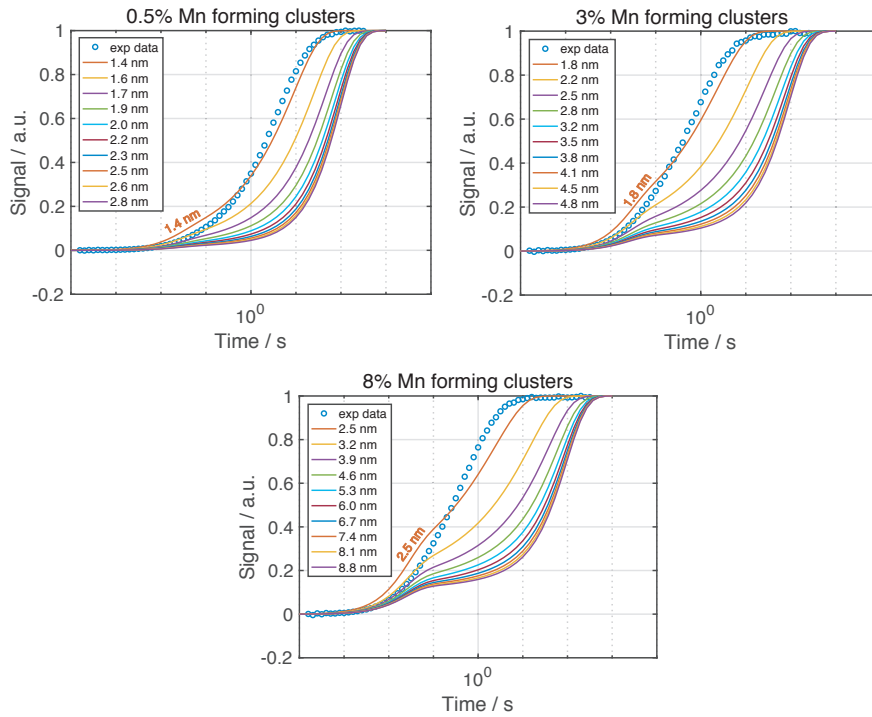 0.5% Mn forming clusters
Signal / a.u.
1
0.8
0.6
0.4
0.2
0
-0.2
exp data
1.4 nm
1.6 nm
1.7 nm
1.9 nm
2.0 nm
2.2 nm
2.3 nm
2.5 nm
2.6 nm
2.8 nm
1.4 nm
10⁰
Time / s
3% Mn forming clusters
Signal / a.u.
1
0.8
0.6
0.4
0.2
0
-0.2
exp data
1.8 nm
2.2 nm
2.5 nm
2.8 nm
3.2 nm
3.5 nm
3.8 nm
4.1 nm
4.5 nm
4.8 nm
1.8 nm
10⁰
Time / s
8% Mn forming clusters
Signal / a.u.
1
0.8
0.6
0.4
0.2
0
-0.2
exp data
2.5 nm
3.2 nm
3.9 nm
4.6 nm
5.3 nm
6.0 nm
6.7 nm
7.4 nm
8.1 nm
8.8 nm
2.5 nm
10⁰
Time / s